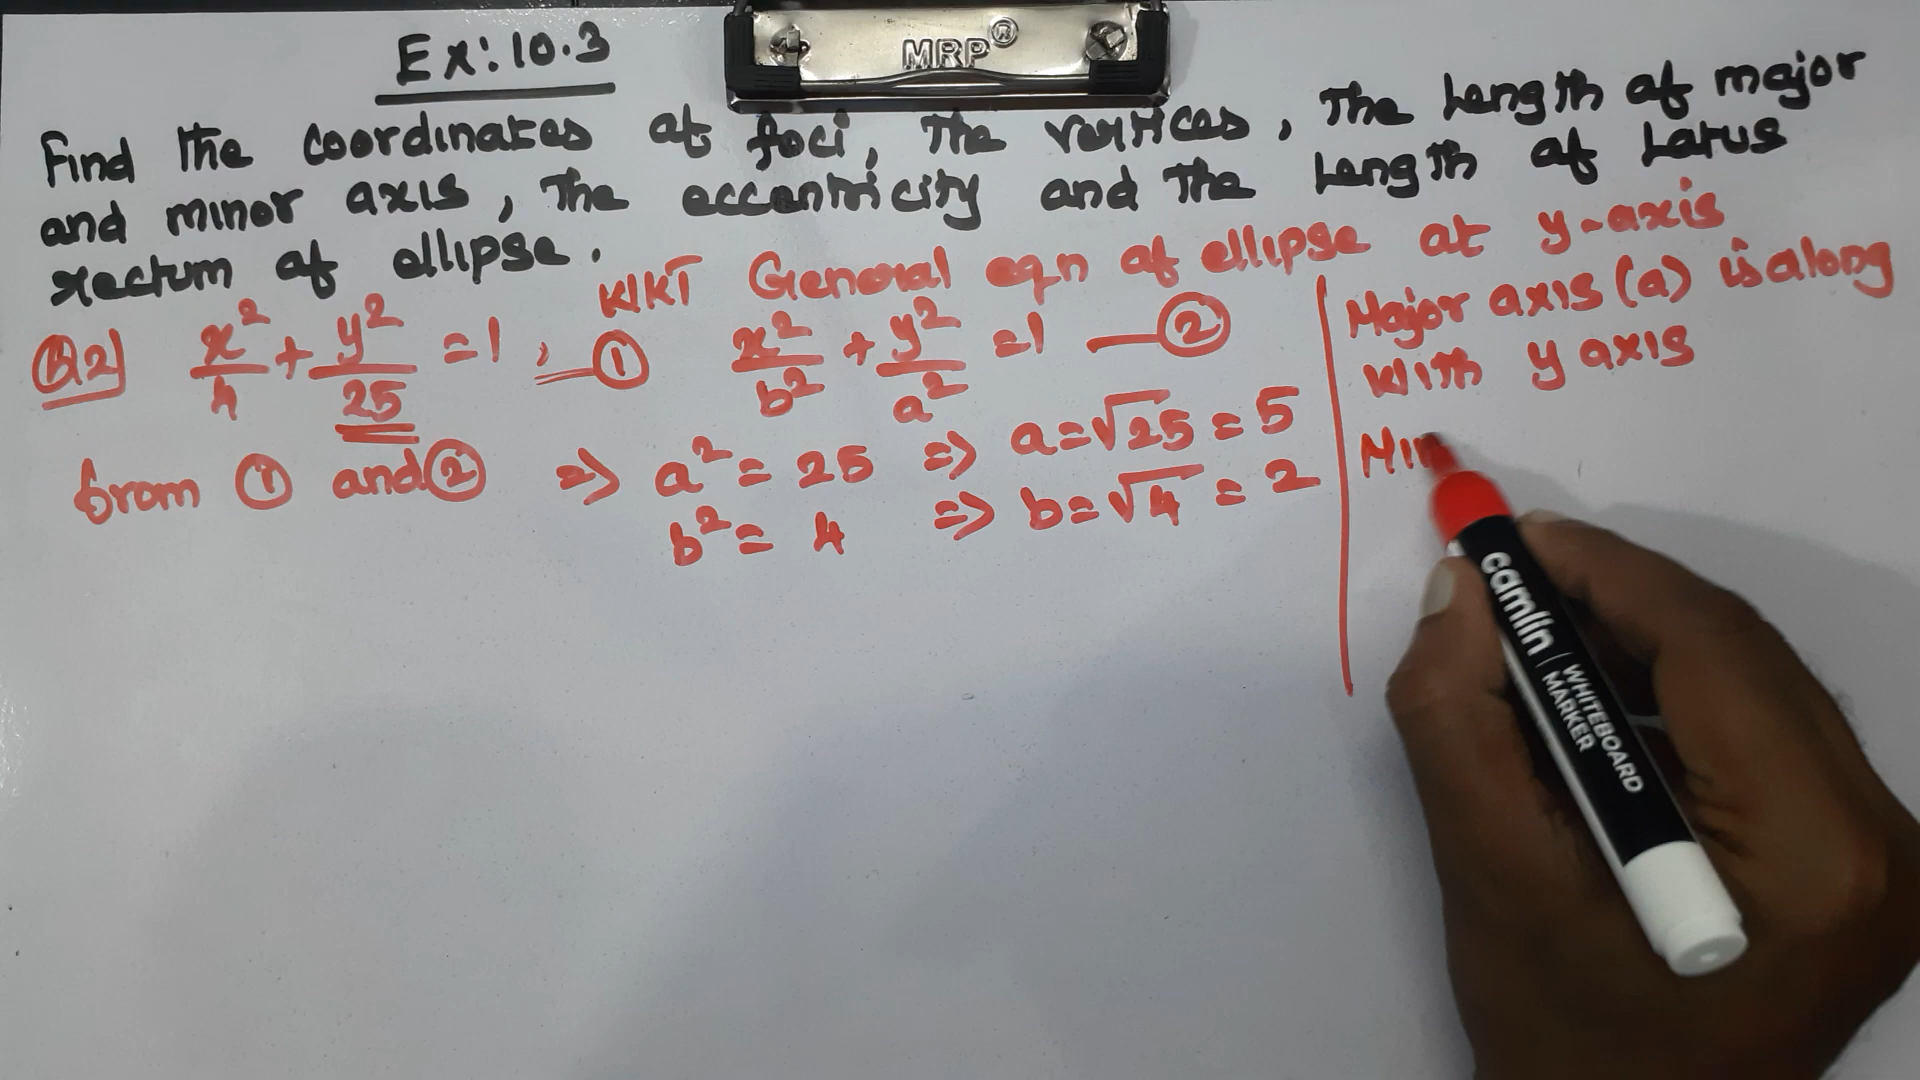 Ex: 10.3
MRP®
Find the coordinates of foci, The vertices, The Length of major
and minor axis, The eccentricity and The Length of Latus
rectum of ellipse.
WKT General eqn of ellipse at y-axis
Q2] x²/4 + y²/25 = 1, — ① x²/b² + y²/a² = 1 — ②
from ① and ② => a² = 25 => a = √25 = 5
b² = 4 => b = √4 = 2
Major axis (a) is along
with y axis
Min
camlin WHITEBOARD MARKER